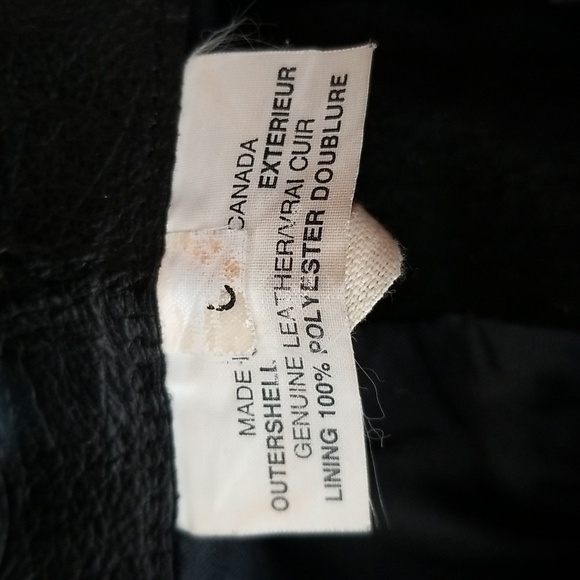 MADE CANADA
OUTERSHELL EXTERIEUR
GENUINE LEATHER/VRAI CUIR
LINING 100% POLYESTER DOUBLURE